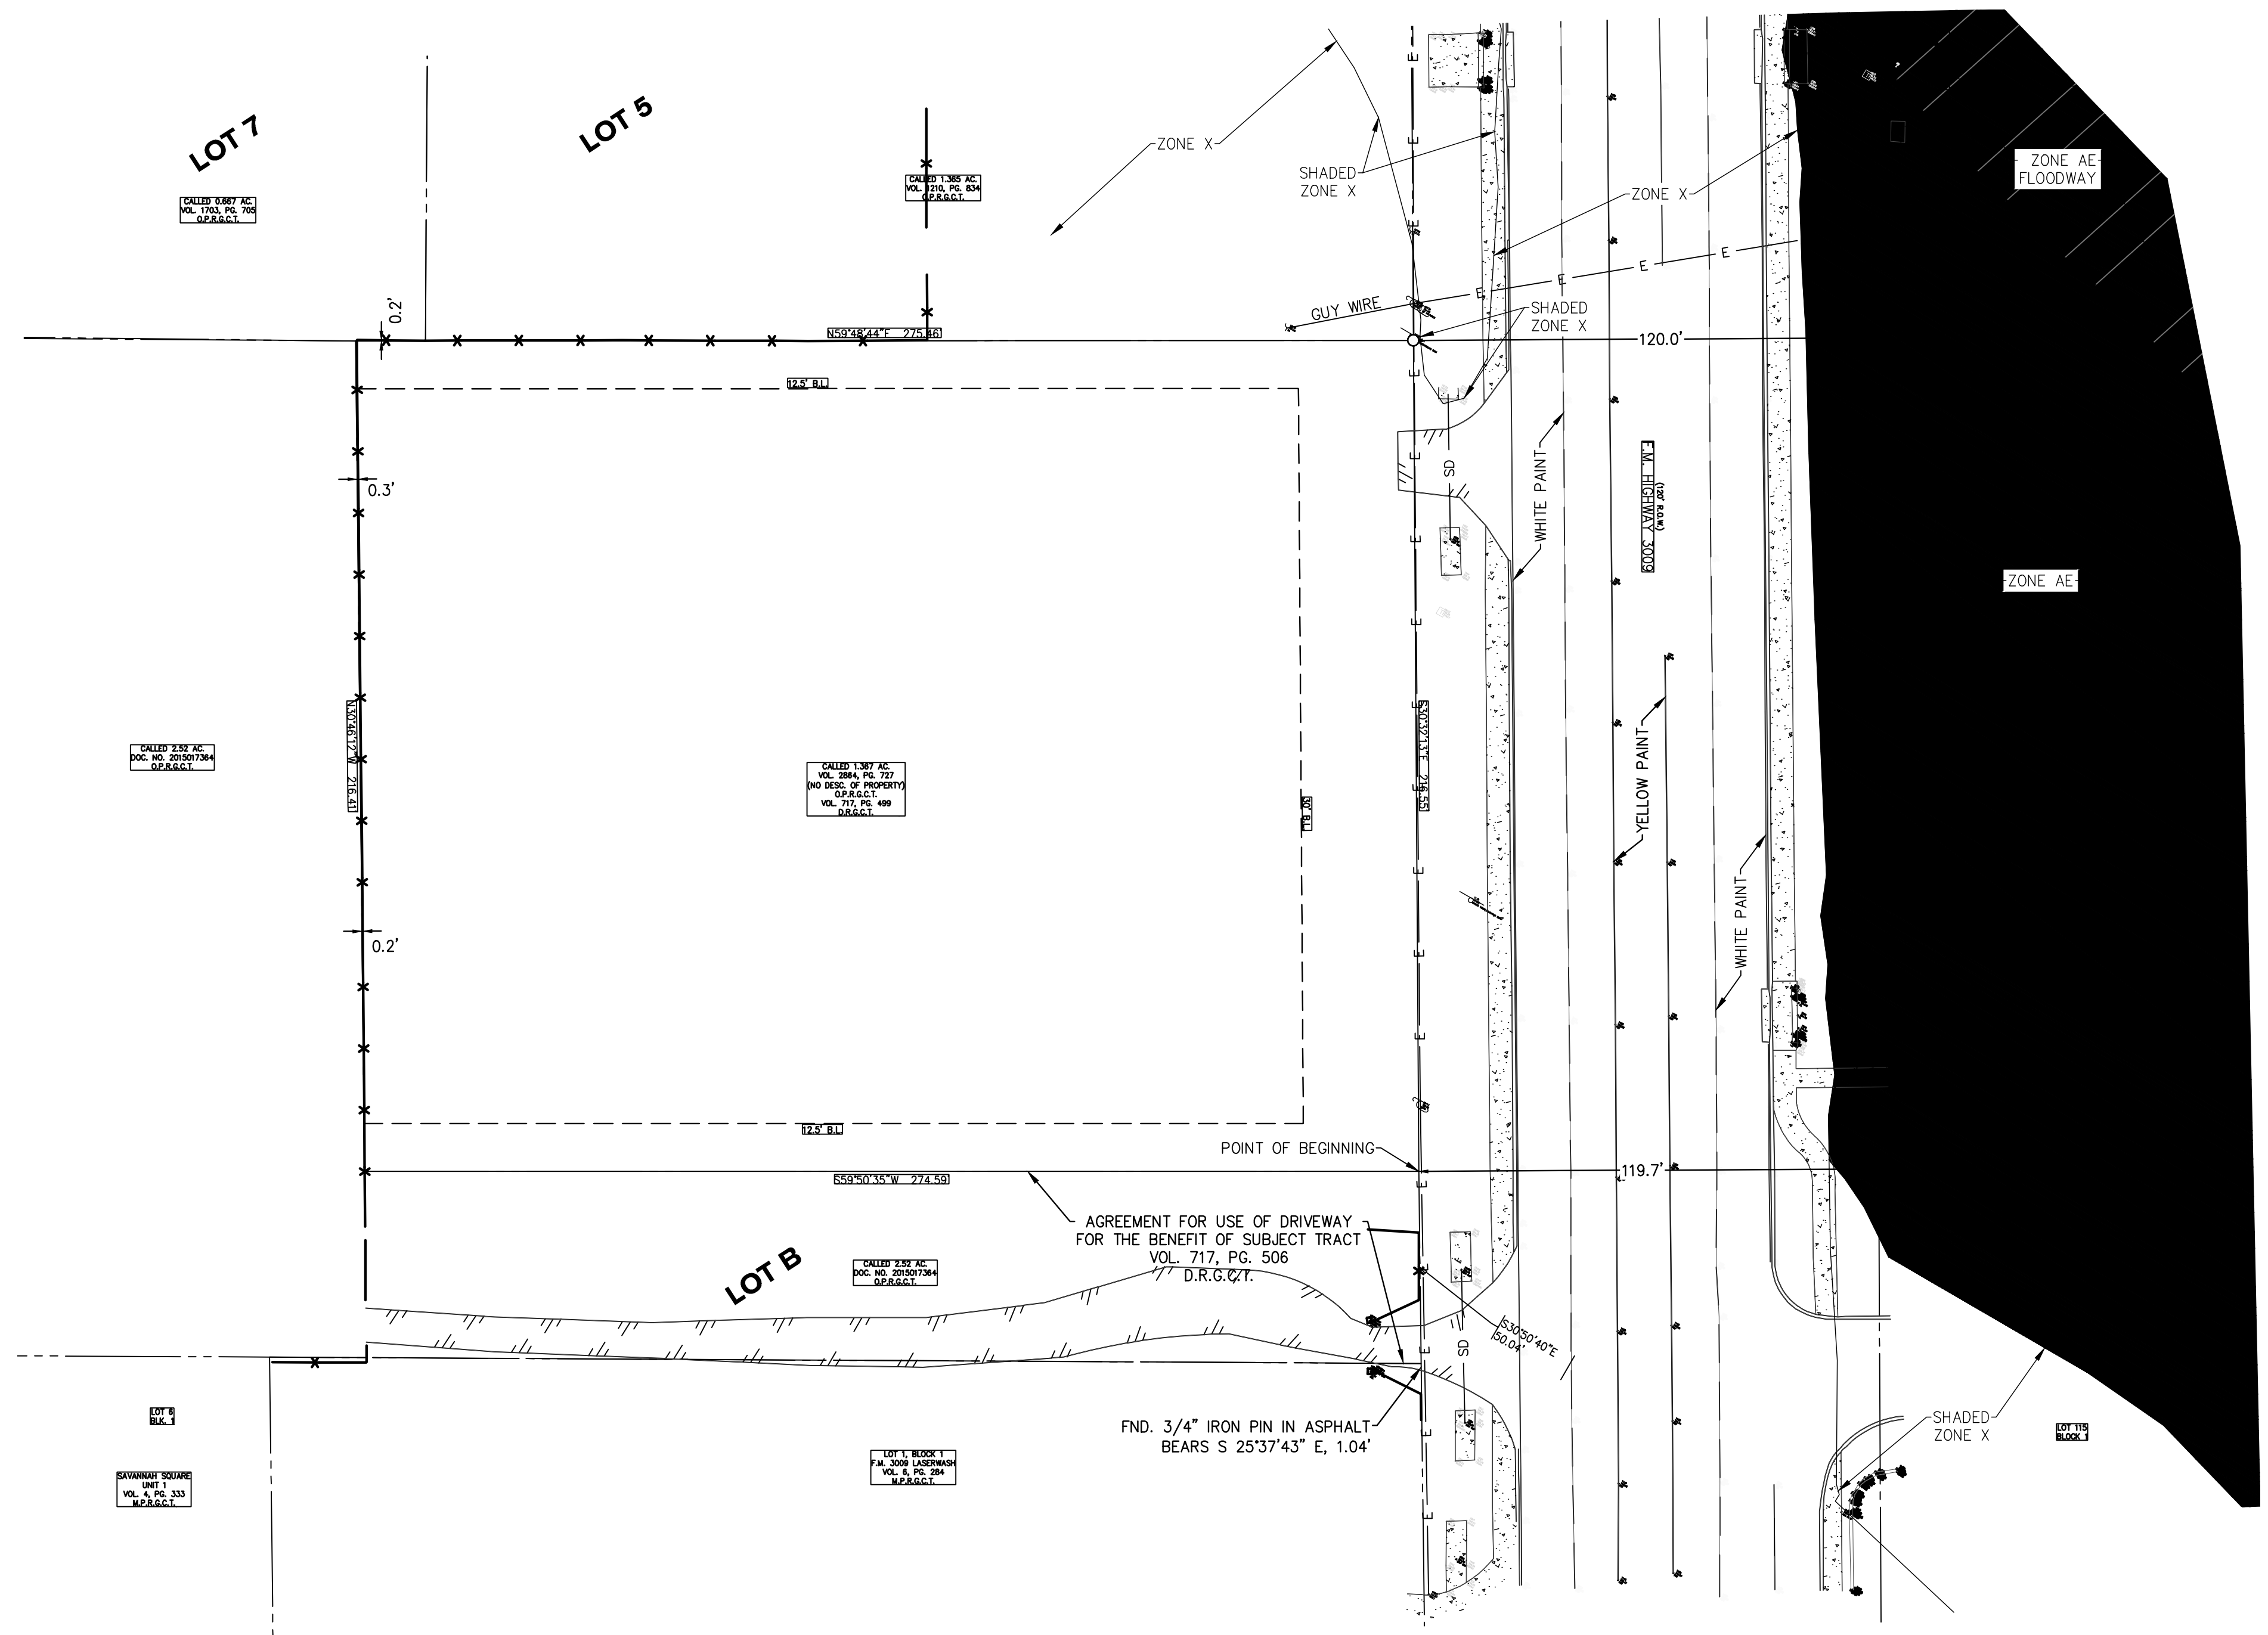 LOT 7
LOT 5
CALLED 0.667 AC.
VOL. 1703, PG. 705
O.P.R.G.C.T.
CALLED 1.365 AC.
VOL. 1210, PG. 834
O.P.R.G.C.T.
ZONE X
SHADED
ZONE X
ZONE X
ZONE AE
FLOODWAY
E
E
E
E
GUY WIRE
SHADED
ZONE X
0.2'
N59°48'44"E 275.46
120.0'
12.5' B.L.
0.3'
SD
WHITE PAINT
F.M. HIGHWAY 3009
(120' R.O.W.)
ZONE AE
N30°46'12"W 216.41
CALLED 2.52 AC.
DOC. NO. 2015017364
O.P.R.G.C.T.
CALLED 1.367 AC.
VOL. 2864, PG. 727
(NO DESC. OF PROPERTY)
O.P.R.G.C.T.
VOL. 717, PG. 499
D.R.G.C.T.
30' B.L.
S30°32'13"E 216.55
YELLOW PAINT
WHITE PAINT
0.2'
12.5' B.L.
POINT OF BEGINNING
119.7'
S59°50'35"W 274.59
AGREEMENT FOR USE OF DRIVEWAY
FOR THE BENEFIT OF SUBJECT TRACT
VOL. 717, PG. 506
D.R.G.C.T.
LOT B
CALLED 2.52 AC.
DOC. NO. 2015017364
O.P.R.G.C.T.
S30°50'40"E
50.04'
SD
FND. 3/4" IRON PIN IN ASPHALT
BEARS S 25°37'43" E, 1.04'
SHADED
ZONE X
LOT 115
BLOCK 1
LOT 6
BLK. 1
SAVANNAH SQUARE
UNIT 1
VOL. 4, PG. 333
M.P.R.G.C.T.
LOT 1, BLOCK 1
F.M. 3009 LASERWASH
VOL. 6, PG. 284
M.P.R.G.C.T.